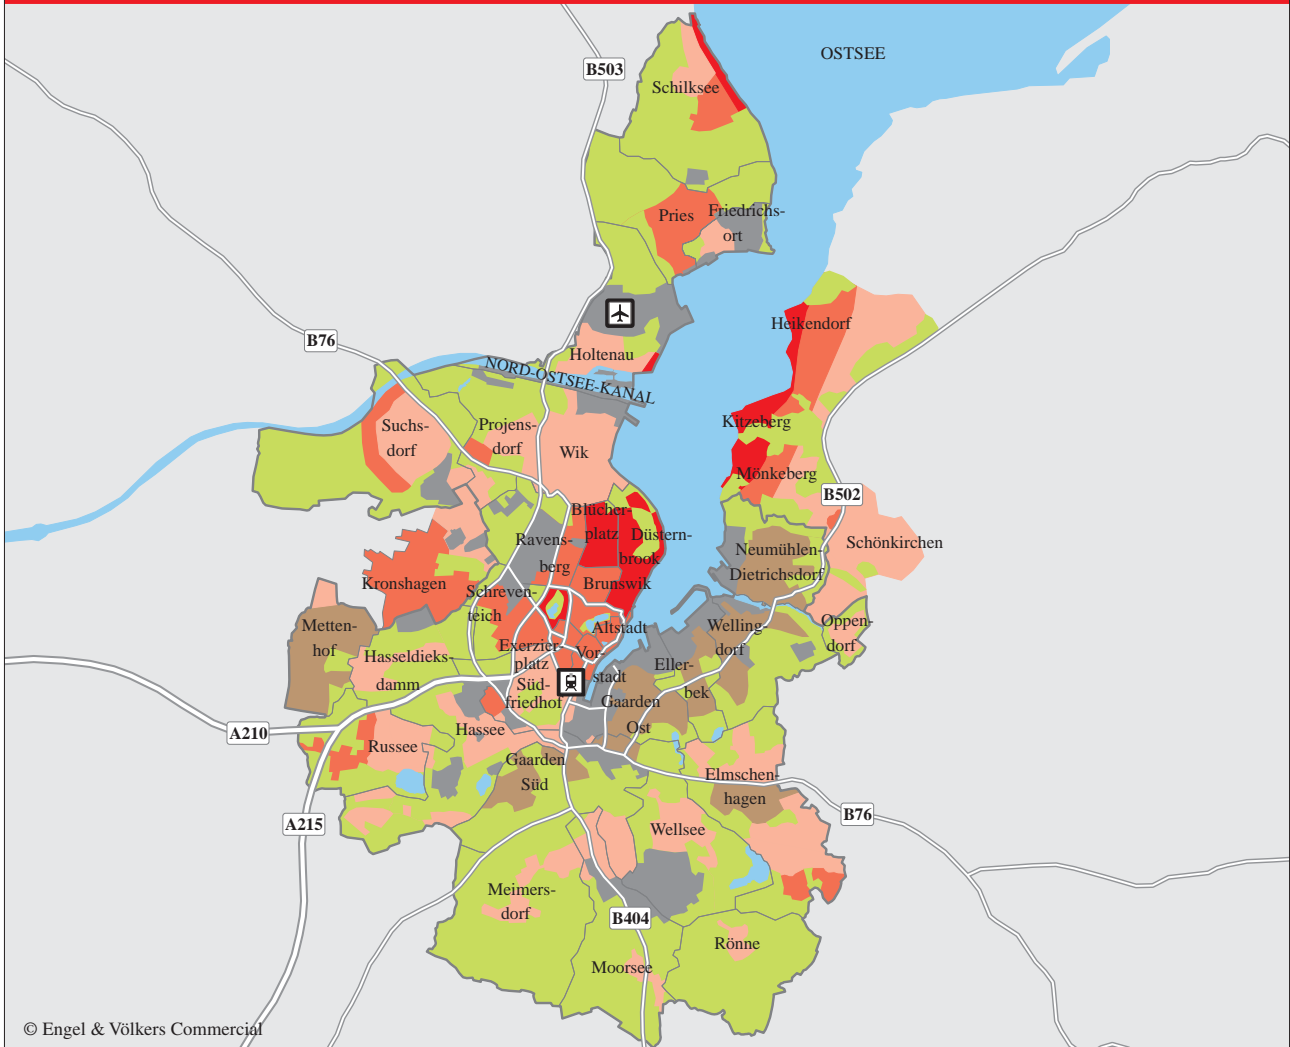 OSTSEE
B503
Schilksee
Pries
Friedrichs-
ort
Heikendorf
B76
Holtenau
NORD-OSTSEE-KANAL
Kitzeberg
Suchs-
dorf
Projens-
dorf
Wik
Mönkeberg
B502
Blücher-
platz
Düstern-
brook
Ravens-
berg
Schönkirchen
Neumühlen-
Dietrichsdorf
Kronshagen
Brunswik
Schreven-
teich
Metten-
hof
Altstadt
Welling-
dorf
Oppen-
dorf
Exerzier-
platz
Vor-
stadt
Hasseldieks-
damm
Eller-
bek
Süd-
friedhof
Gaarden
Ost
A210
Hassee
Russee
Gaarden
Süd
Elmschen-
hagen
A215
B76
Wellsee
Meimers-
dorf
B404
Rönne
Moorsee
© Engel & Völkers Commercial